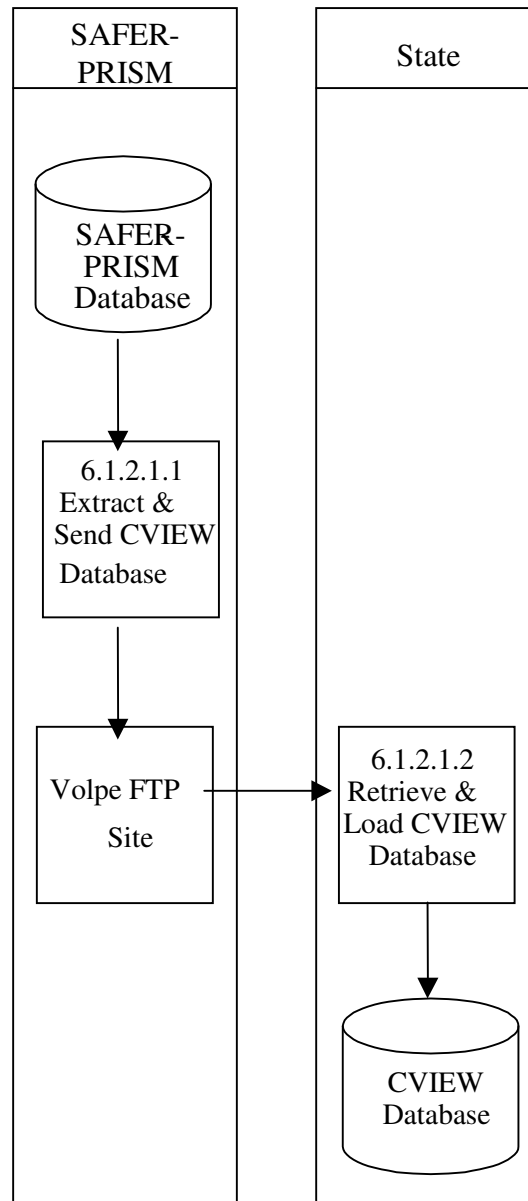 SAFER-
PRISM
State
SAFER-
PRISM
Database
6.1.2.1.1
Extract &
Send CVIEW
Database
Volpe FTP
Site
6.1.2.1.2
Retrieve &
Load CVIEW
Database
CVIEW
Database